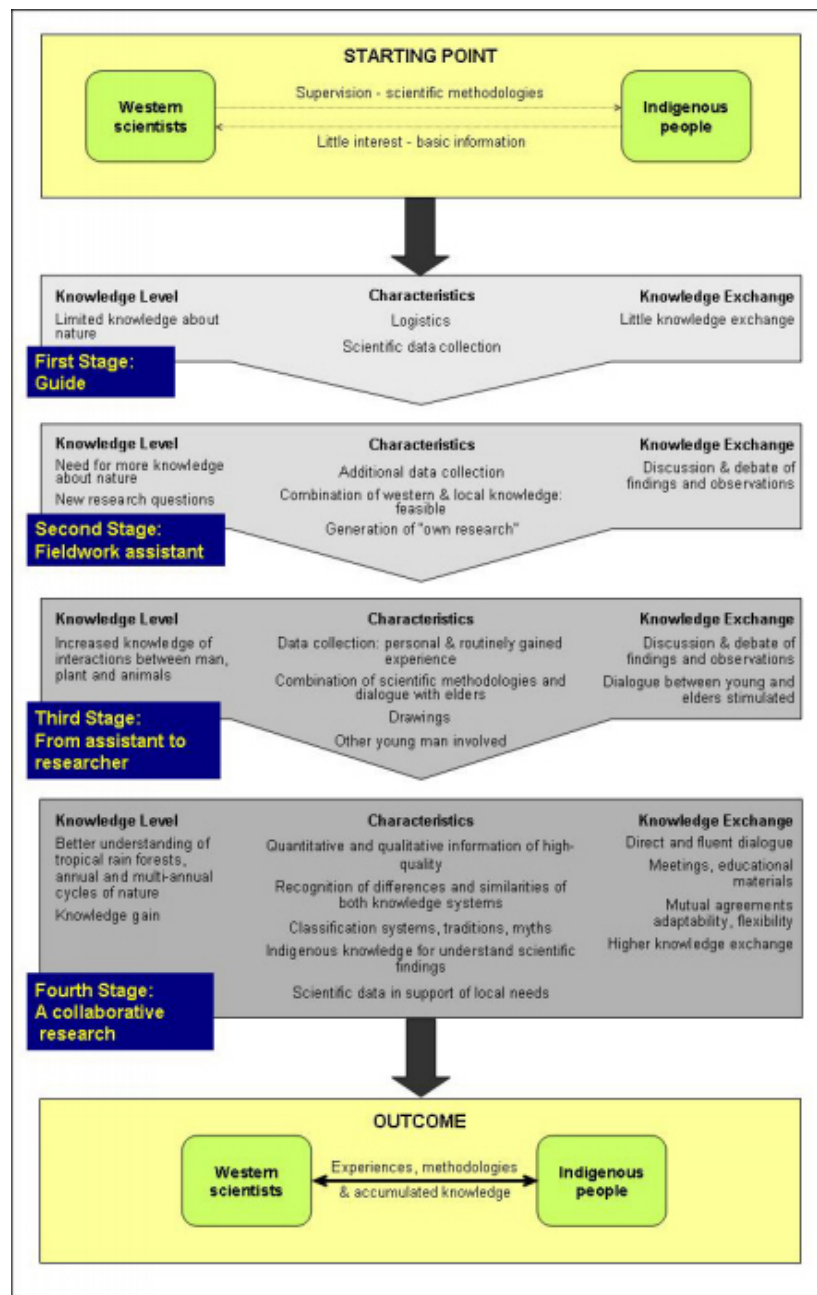 STARTING POINT
Western
scientists
Supervision - scientific methodologies
Little interest - basic information
Indigenous
people
Knowledge Level
Limited knowledge about
nature
Characteristics
Logistics
Scientific data collection
Knowledge Exchange
Little knowledge exchange
First Stage:
Guide
Knowledge Level
Need for more knowledge
about nature
New research questions
Characteristics
Additional data collection
Combination of western & local knowledge:
feasible
Generation of "own research"
Knowledge Exchange
Discussion & debate of
findings and observations
Second Stage:
Fieldwork assistant
Knowledge Level
Increased knowledge of
interactions between man,
plant and animals
Characteristics
Data collection: personal & routinely gained
experience
Combination of scientific methodologies and
dialogue with elders
Drawings
Other young man involved
Knowledge Exchange
Discussion & debate of
findings and observations
Dialogue between young and
elders stimulated
Third Stage:
From assistant to
researcher
Knowledge Level
Better understanding of
tropical rain forests,
annual and multi-annual
cycles of nature
Knowledge gain
Characteristics
Quantitative and qualitative information of high-
quality
Recognition of differences and similarities of
both knowledge systems
Classification systems, traditions, myths
Indigenous knowledge for understand scientific
findings
Scientific data in support of local needs
Knowledge Exchange
Direct and fluent dialogue
Meetings, educational
materials
Mutual agreements
adaptability, flexibility
Higher knowledge exchange
Fourth Stage:
A collaborative
research
OUTCOME
Western
scientists
Experiences, methodologies
& accumulated knowledge
Indigenous
people